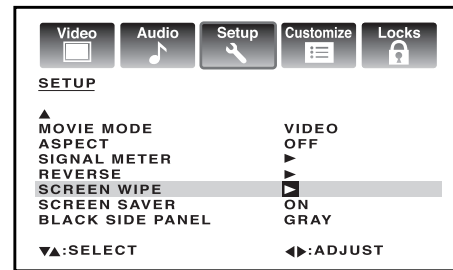 Video Audio Setup Customize Locks
SETUP
▲
MOVIE MODE VIDEO
ASPECT OFF
SIGNAL METER ►
REVERSE ►
SCREEN WIPE ►
SCREEN SAVER ON
BLACK SIDE PANEL GRAY
▼▲:SELECT ◄►:ADJUST